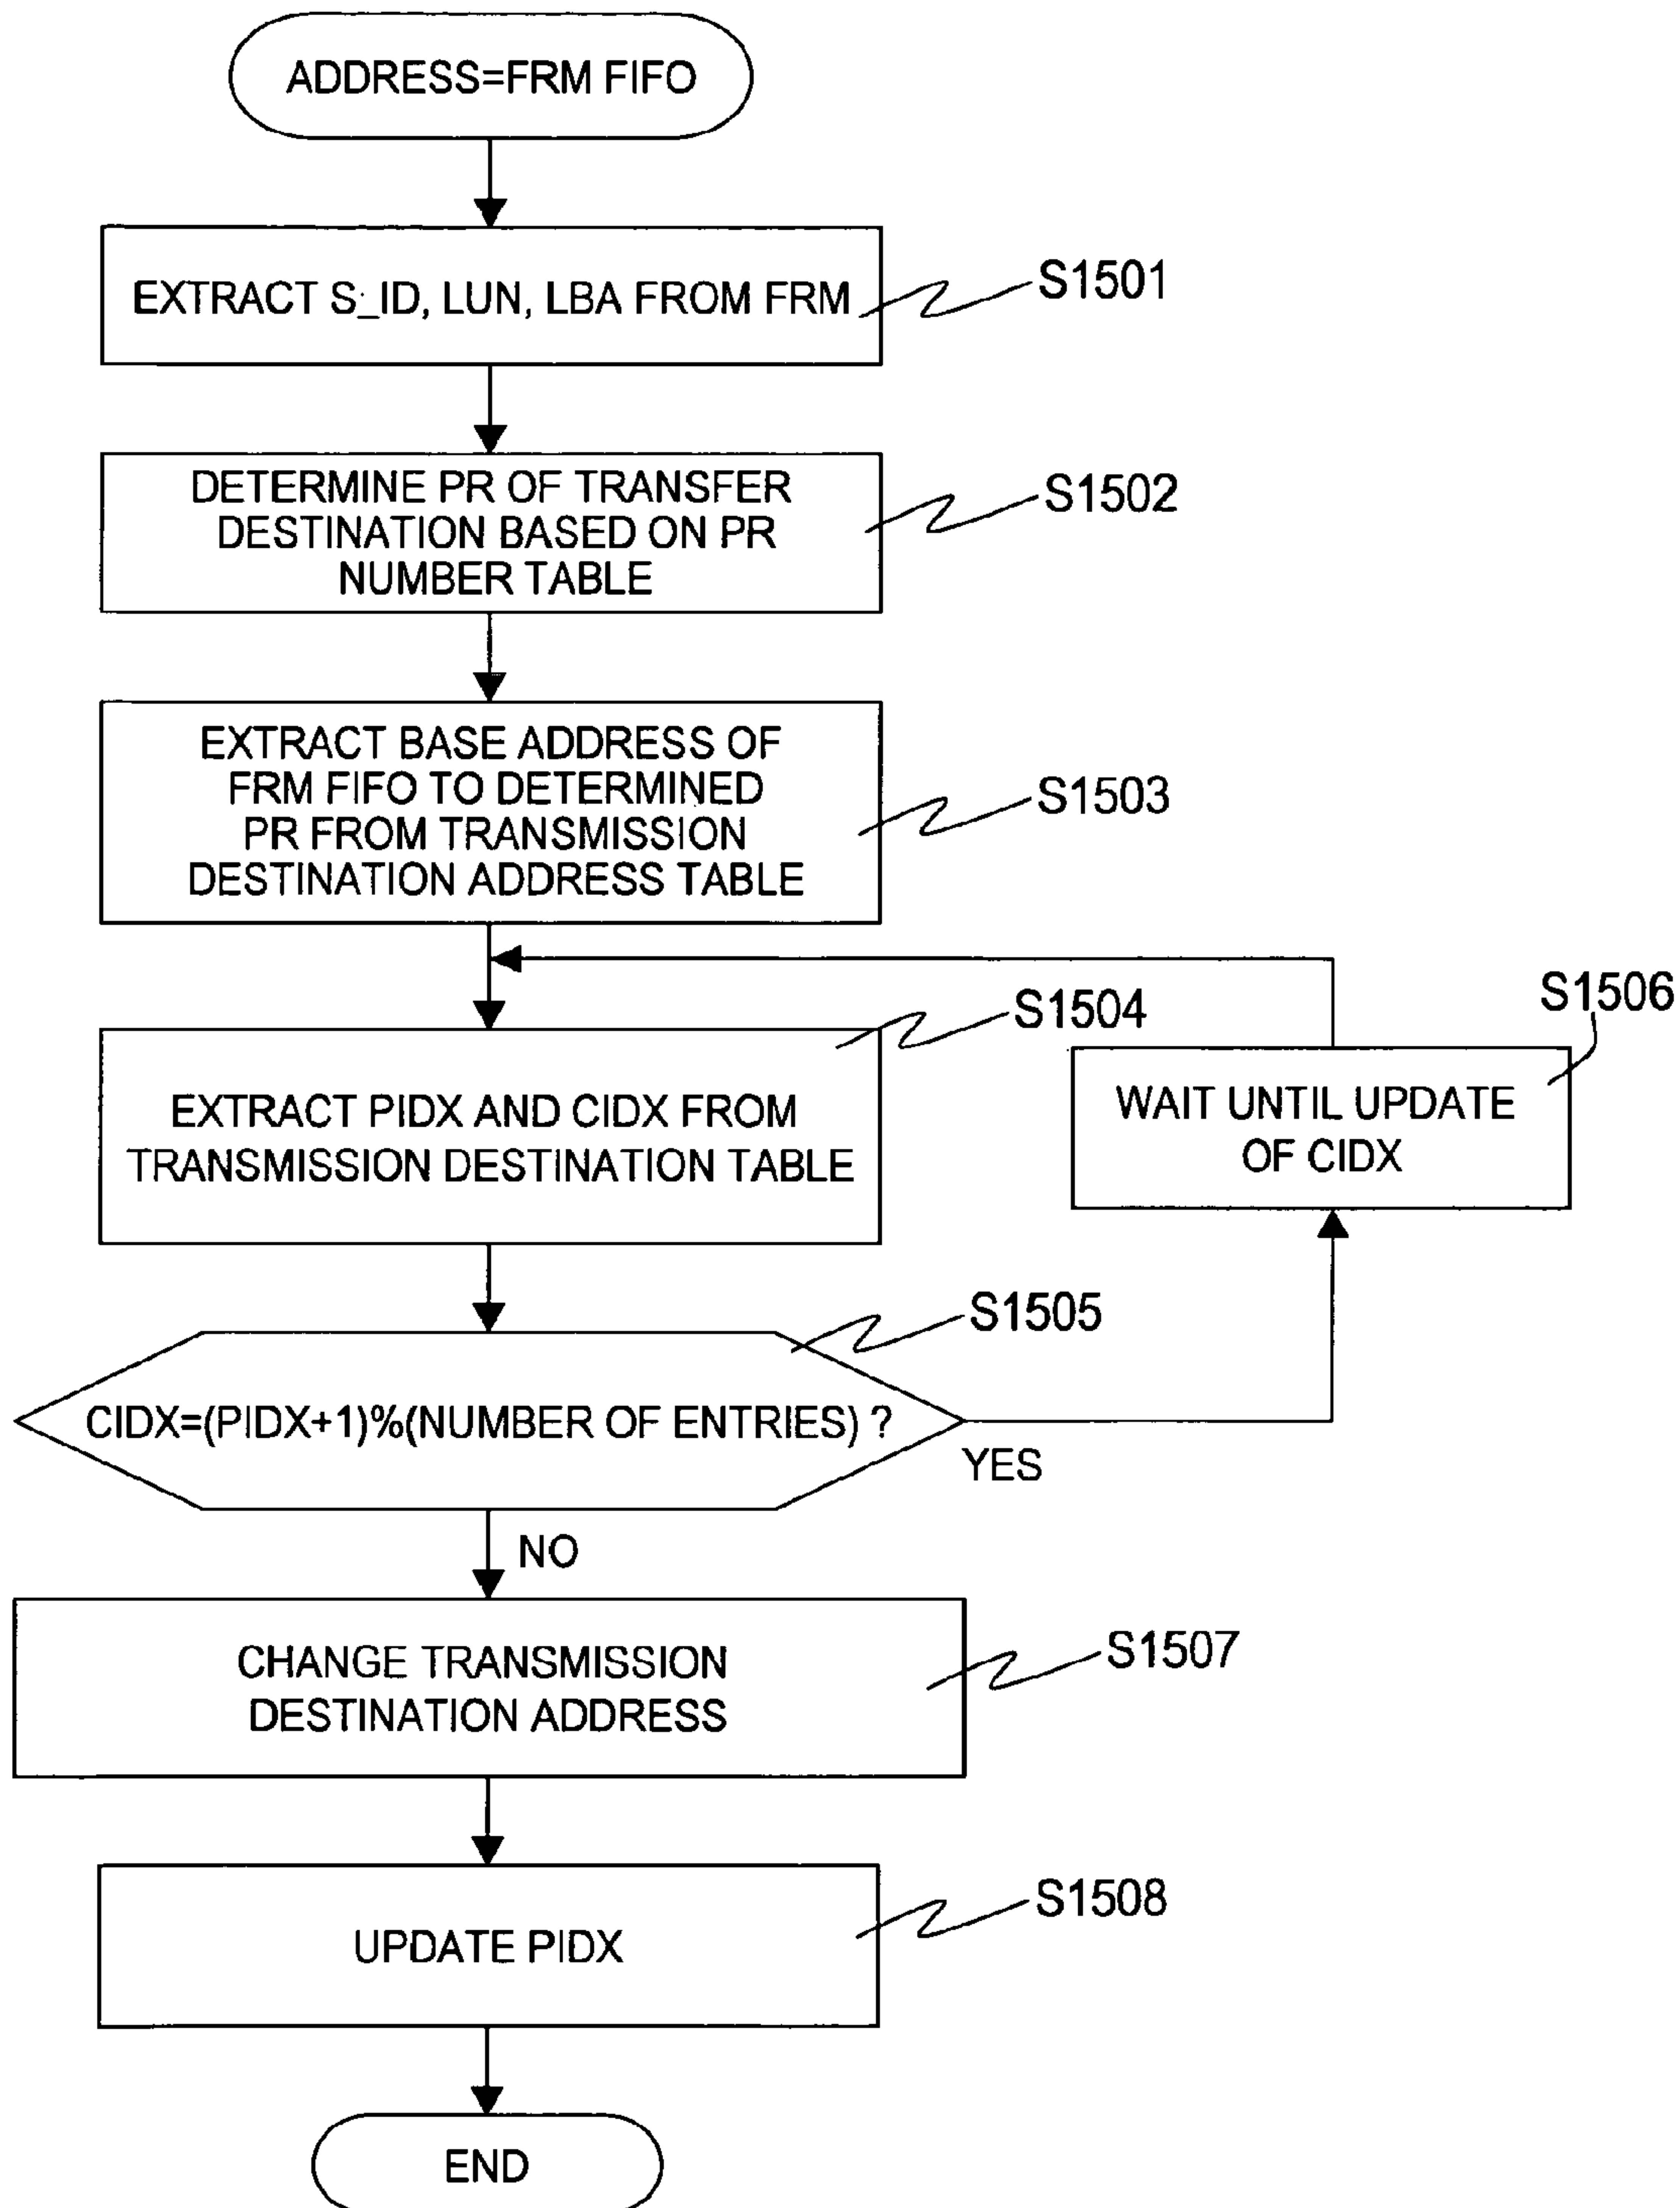 ADDRESS=FRM FIFO
EXTRACT S_ID, LUN, LBA FROM FRM
S1501
DETERMINE PR OF TRANSFER
DESTINATION BASED ON PR
NUMBER TABLE
S1502
EXTRACT BASE ADDRESS OF
FRM FIFO TO DETERMINED
PR FROM TRANSMISSION
DESTINATION ADDRESS TABLE
S1503
S1504
EXTRACT PIDX AND CIDX FROM
TRANSMISSION DESTINATION TABLE
S1506
WAIT UNTIL UPDATE
OF CIDX
S1505
CIDX=(PIDX+1)%(NUMBER OF ENTRIES) ?
YES
NO
CHANGE TRANSMISSION
DESTINATION ADDRESS
S1507
UPDATE PIDX
S1508
END